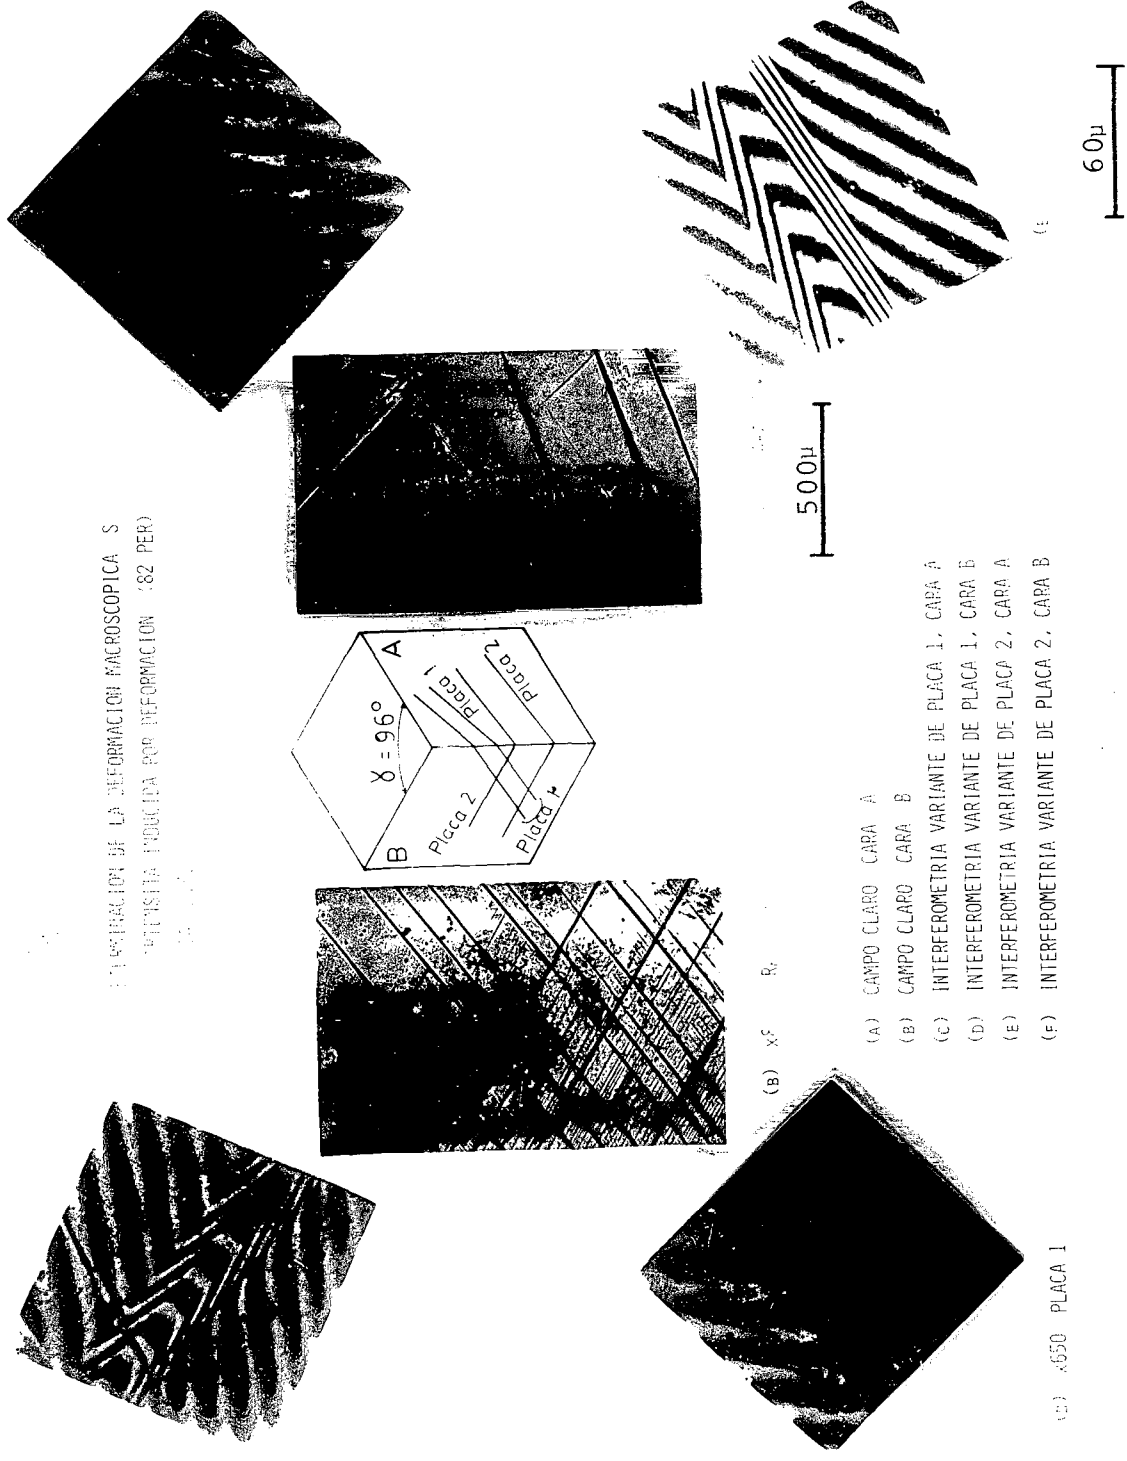 DE LA DEFORMACION MACROSCOPICA S
INDUCIDA POR DEFORMACION (82 PER)
B
A
γ = 96°
Placa 2
Placa 1
Placa 1
Placa 2
(B)
500μ
60μ
(A) CAMPO CLARO CARA A
(B) CAMPO CLARO CARA B
(C) INTERFEROMETRIA VARIANTE DE PLACA 1, CARA A
(D) INTERFEROMETRIA VARIANTE DE PLACA 1, CARA B
(E) INTERFEROMETRIA VARIANTE DE PLACA 2, CARA A
(F) INTERFEROMETRIA VARIANTE DE PLACA 2, CARA B
x650 PLACA 1